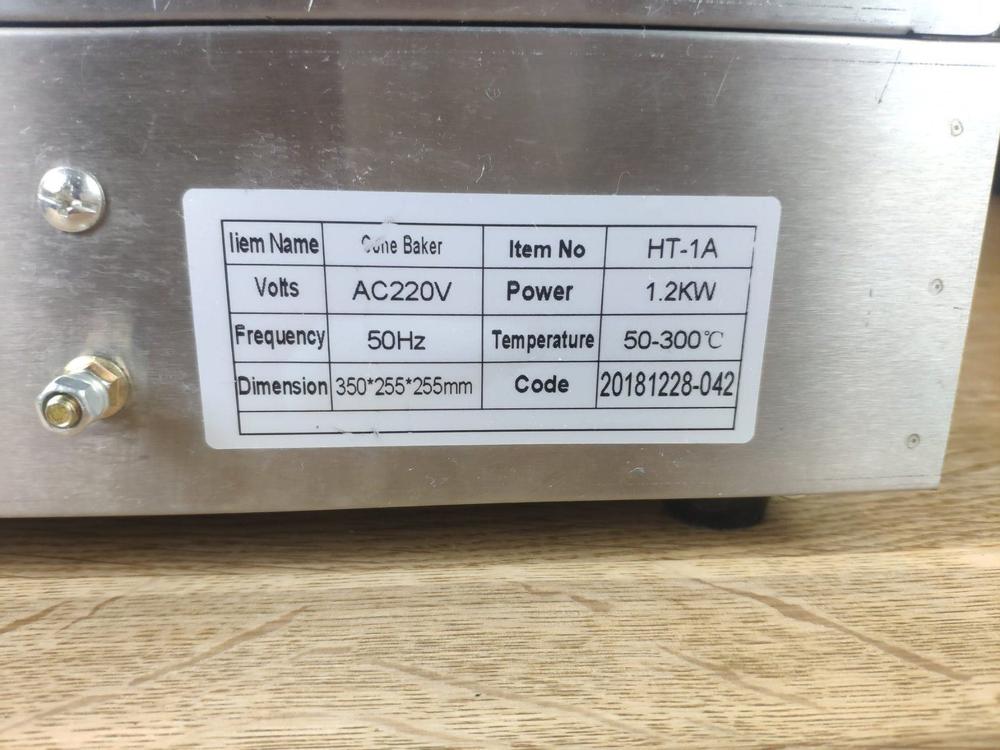 Iiem Name Cone Baker Item No HT-1A
Volts AC220V Power 1.2KW
Frequency 50Hz Temperature 50-300℃
Dimension 350*255*255mm Code 20181228-042